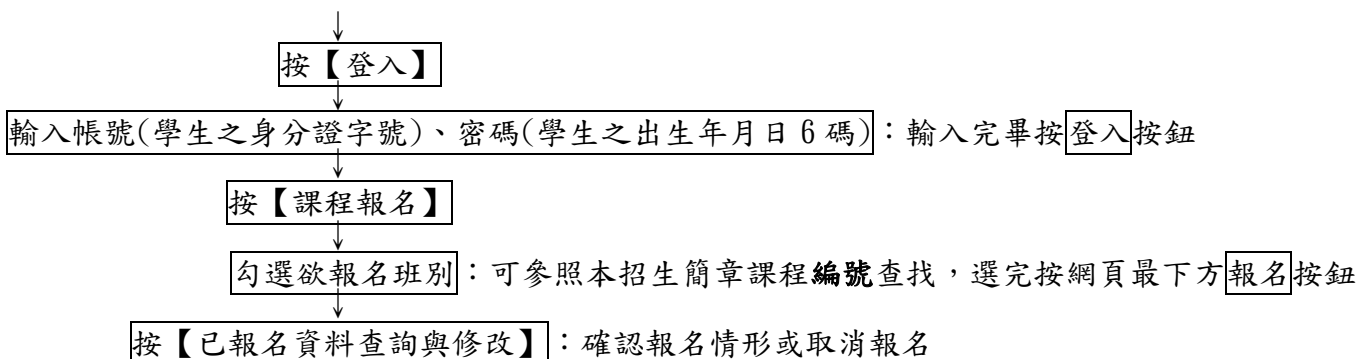 按【登入】
輸入帳號(學生之身分證字號)、密碼(學生之出生年月日 6 碼)：輸入完畢按登入按鈕
按【課程報名】
勾選欲報名班別：可參照本招生簡章課程編號查找，選完按網頁最下方報名按鈕
按【已報名資料查詢與修改】：確認報名情形或取消報名